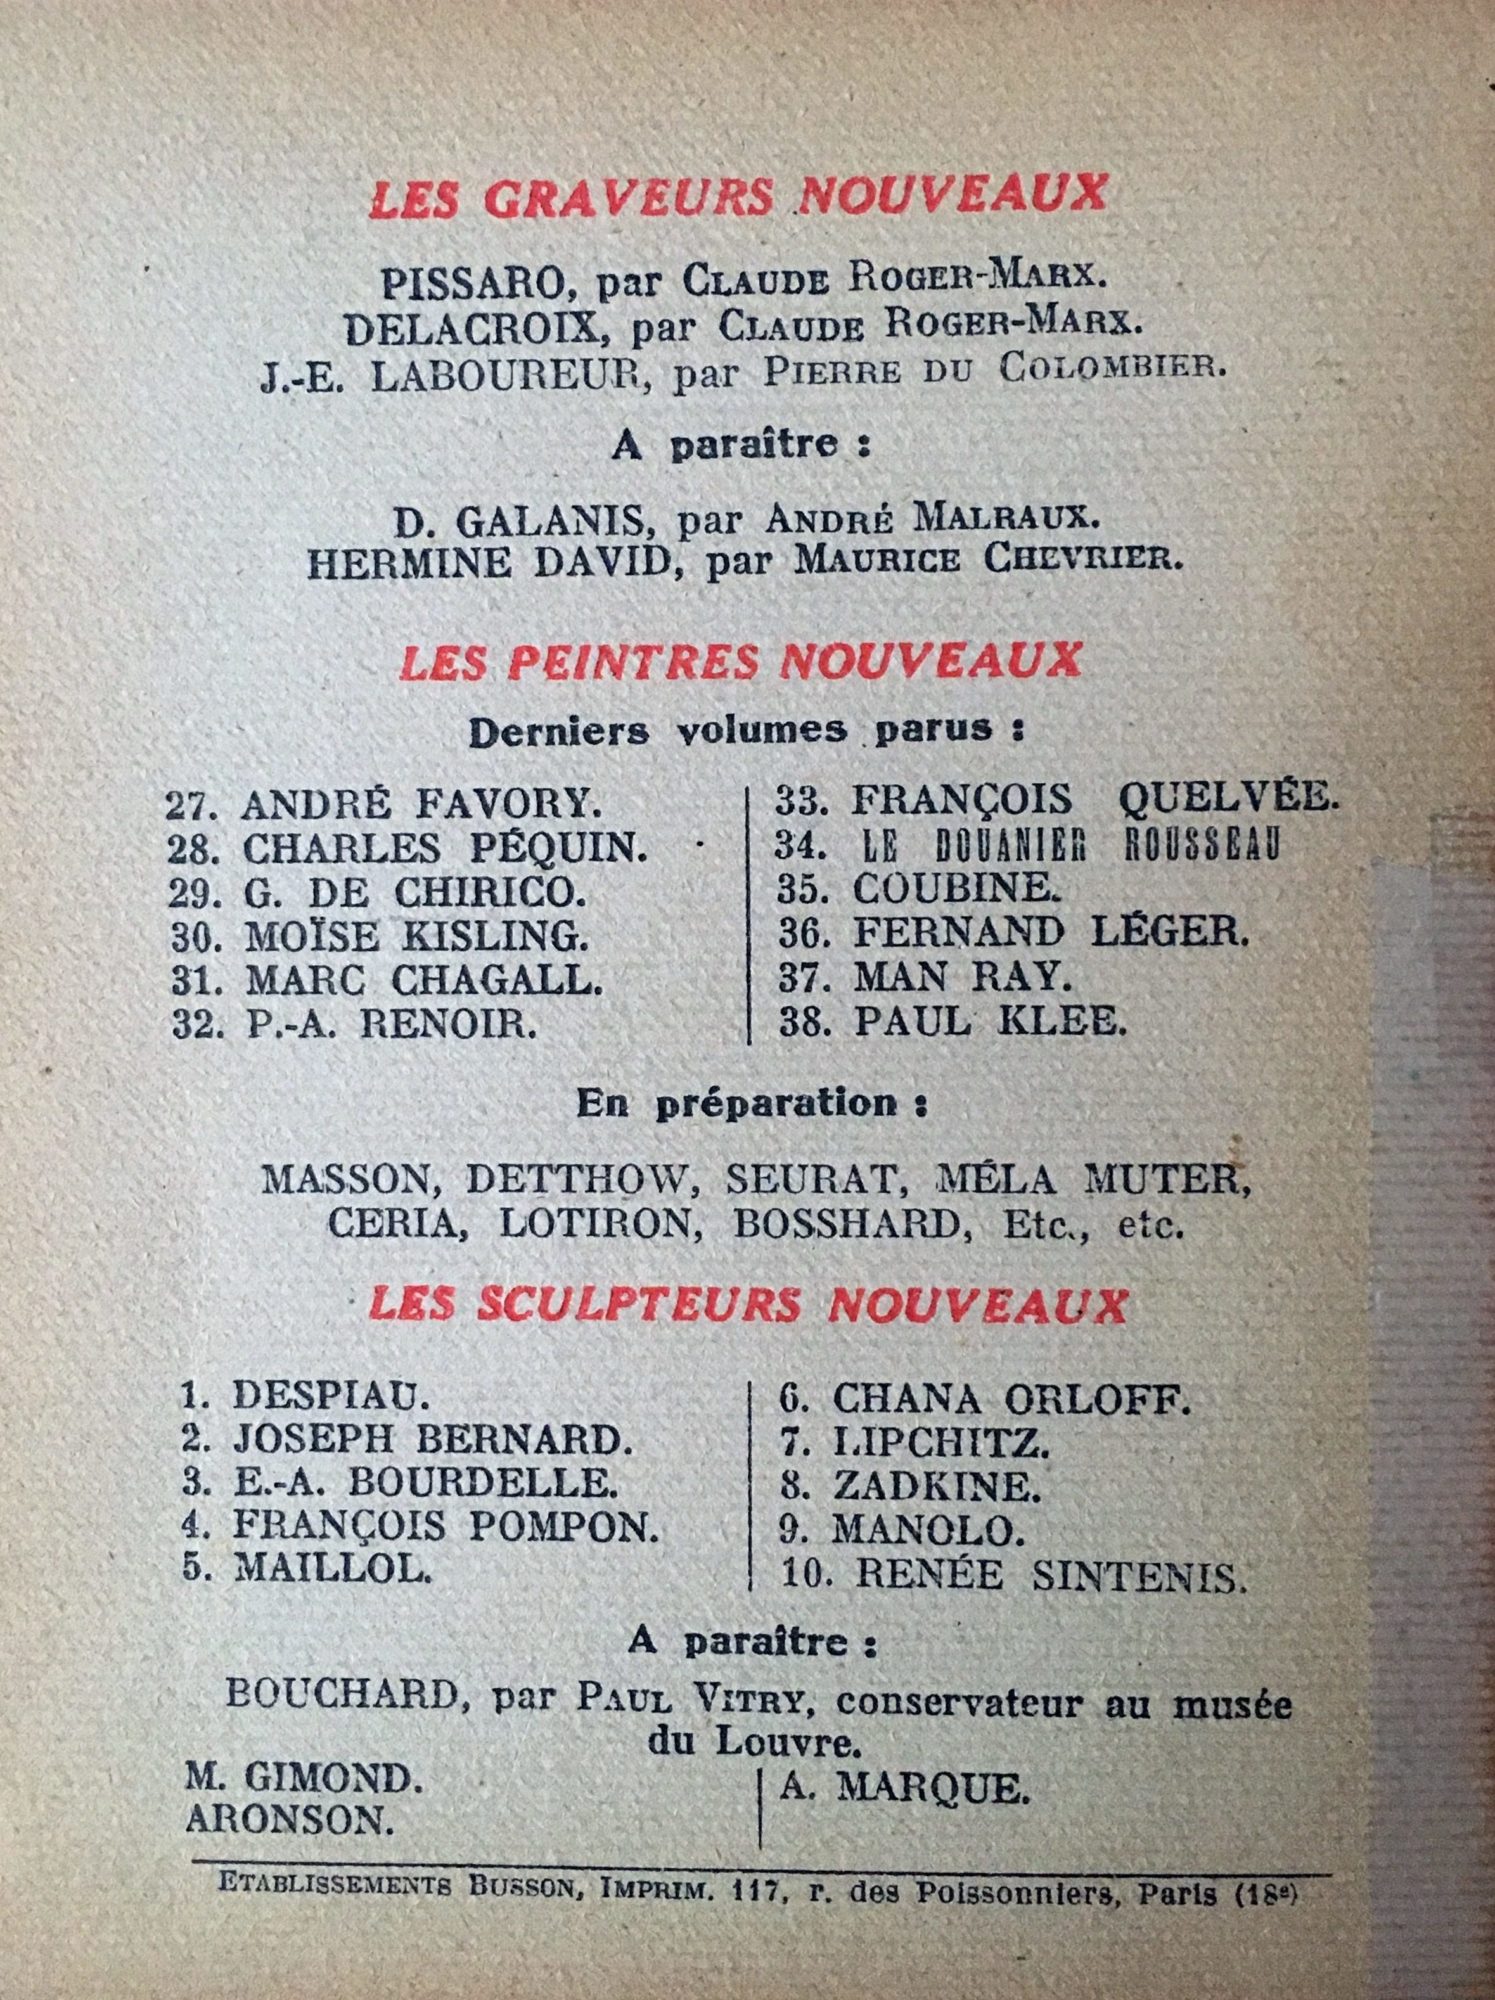 LES GRAVEURS NOUVEAUX
PISSARO, par CLAUDE ROGER-MARX.
DELACROIX, par CLAUDE ROGER-MARX.
J.-E. LABOUREUR, par PIERRE DU COLOMBIER.
A paraître :
D. GALANIS, par ANDRÉ MALRAUX.
HERMINE DAVID, par MAURICE CHEVRIER.
LES PEINTRES NOUVEAUX
Derniers volumes parus :
27. ANDRÉ FAVORY.
28. CHARLES PÉQUIN.
29. G. DE CHIRICO.
30. MOÏSE KISLING.
31. MARC CHAGALL.
32. P.-A. RENOIR.
33. FRANÇOIS QUELVÉE.
34. LE DOUANIER ROUSSEAU
35. COUBINE.
36. FERNAND LÉGER.
37. MAN RAY.
38. PAUL KLEE.
En préparation :
MASSON, DETTHOW, SEURAT, MÉLA MUTER,
CERIA, LOTIRON, BOSSHARD, Etc., etc.
LES SCULPTEURS NOUVEAUX
1. DESPIAU.
2. JOSEPH BERNARD.
3. E.-A. BOURDELLE.
4. FRANÇOIS POMPON.
5. MAILLOL.
6. CHANA ORLOFF.
7. LIPCHITZ.
8. ZADKINE.
9. MANOLO.
10. RENÉE SINTENIS.
A paraître :
BOUCHARD, par PAUL VITRY, conservateur au musée
du Louvre.
M. GIMOND.
ARONSON.
A. MARQUE.
ETABLISSEMENTS BUSSON, IMPRIM. 117, r. des Poissonniers, Paris (18e)